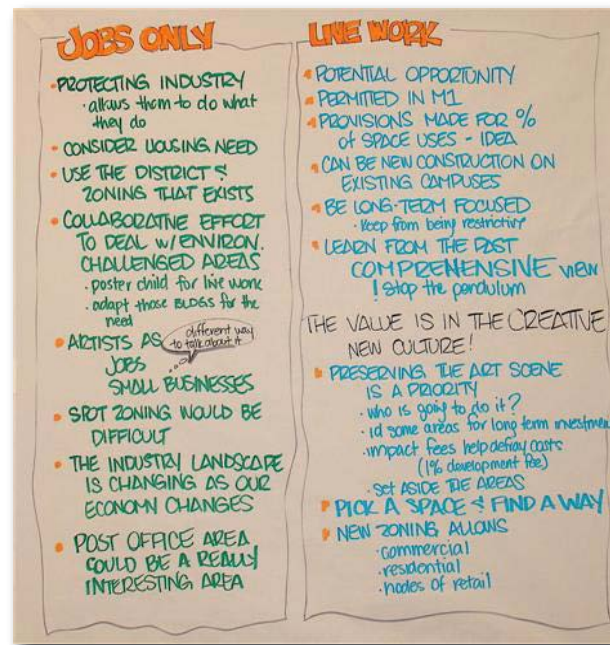 JOBS ONLY
• PROTECTING INDUSTRY
• allows them to do what
they do
• CONSIDER HOUSING NEED
• USE THE DISTRICT &
ZONING THAT EXISTS
• COLLABORATIVE EFFORT
TO DEAL W/ENVIRON.
CHALLENGED AREAS
• poster child for live work
• adapt those BLDGS for the
need
• ARTISTS AS
different way
to talk about it
JOBS
SMALL BUSINESSES
• SPOT ZONING WOULD BE
DIFFICULT
• THE INDUSTRY LANDSCAPE
IS CHANGING AS OUR
ECONOMY CHANGES
• POST OFFICE AREA
COULD BE A REALLY
INTERESTING AREA
LIVE WORK
• POTENTIAL OPPORTUNITY
• PERMITTED IN M1
• PROVISIONS MADE FOR %
of SPACE USES - IDEA
• CAN BE NEW CONSTRUCTION ON
EXISTING CAMPUSES
• BE LONG-TERM FOCUSED
• keep from being restrictive
• LEARN FROM THE PAST
COMPREHENSIVE VIEW
! stop the pendulum
THE VALUE IS IN THE CREATIVE
NEW CULTURE!
• PRESERVING THE ART SCENE
IS A PRIORITY
• who is going to do it?
• id some areas for long term investment
• impact fees help defray costs
(1% development fee)
• set ASIDE THE AREAS
• PICK A SPACE & FIND A WAY
• NEW ZONING ALLOWS
• commercial
• residential
• nodes of retail